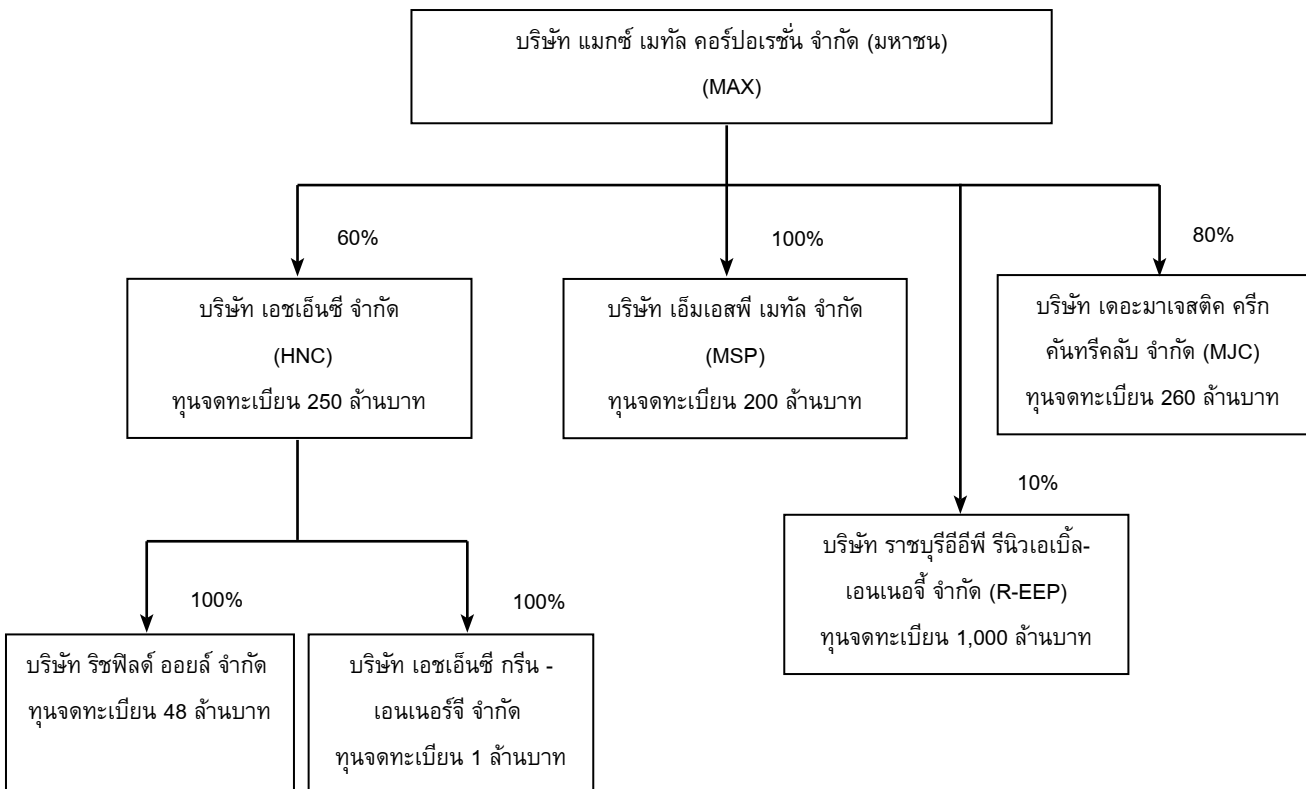 บริษัท แมกซ์ เมทัล คอร์ปอเรชั่น จำกัด (มหาชน)
(MAX)
60%
100%
80%
บริษัท เอชเอ็นซี จำกัด
(HNC)
ทุนจดทะเบียน 250 ล้านบาท
บริษัท เอ็มเอสพี เมทัล จำกัด
(MSP)
ทุนจดทะเบียน 200 ล้านบาท
บริษัท เดอะมาเจสติค ครีก
คันทรีคลับ จำกัด (MJC)
ทุนจดทะเบียน 260 ล้านบาท
10%
บริษัท ราชบุรีอีอีพี รีนิวเอเบิ้ล-
เอนเนอจี้ จำกัด (R-EEP)
ทุนจดทะเบียน 1,000 ล้านบาท
100%
100%
บริษัท ริชฟิลด์ ออยล์ จำกัด
ทุนจดทะเบียน 48 ล้านบาท
บริษัท เอชเอ็นซี กรีน -
เอนเนอร์จี จำกัด
ทุนจดทะเบียน 1 ล้านบาท